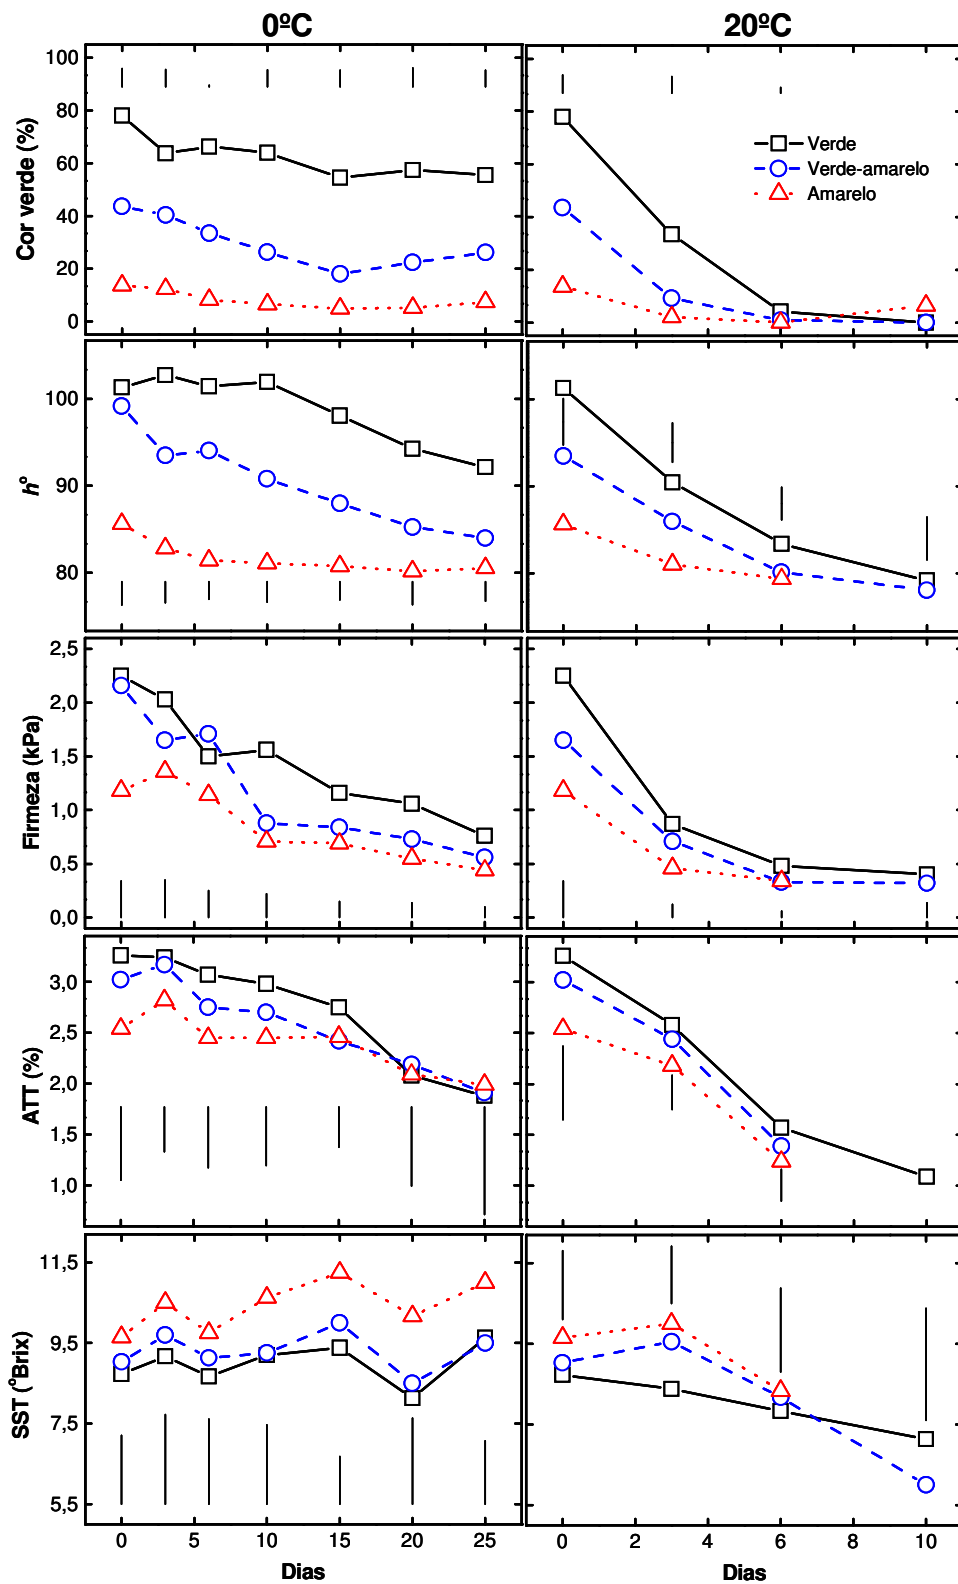 0ºC 20ºC
Cor verde (%)
100
80
60
40
20
0
Verde
Verde-amarelo
Amarelo
hº
100
90
80
Firmeza (kPa)
2,5
2,0
1,5
1,0
0,5
0,0
ATT (%)
3,0
2,5
2,0
1,5
1,0
SST (ºBrix)
11,5
9,5
7,5
5,5
0 5 10 15 20 25 0 2 4 6 8 10
Dias Dias